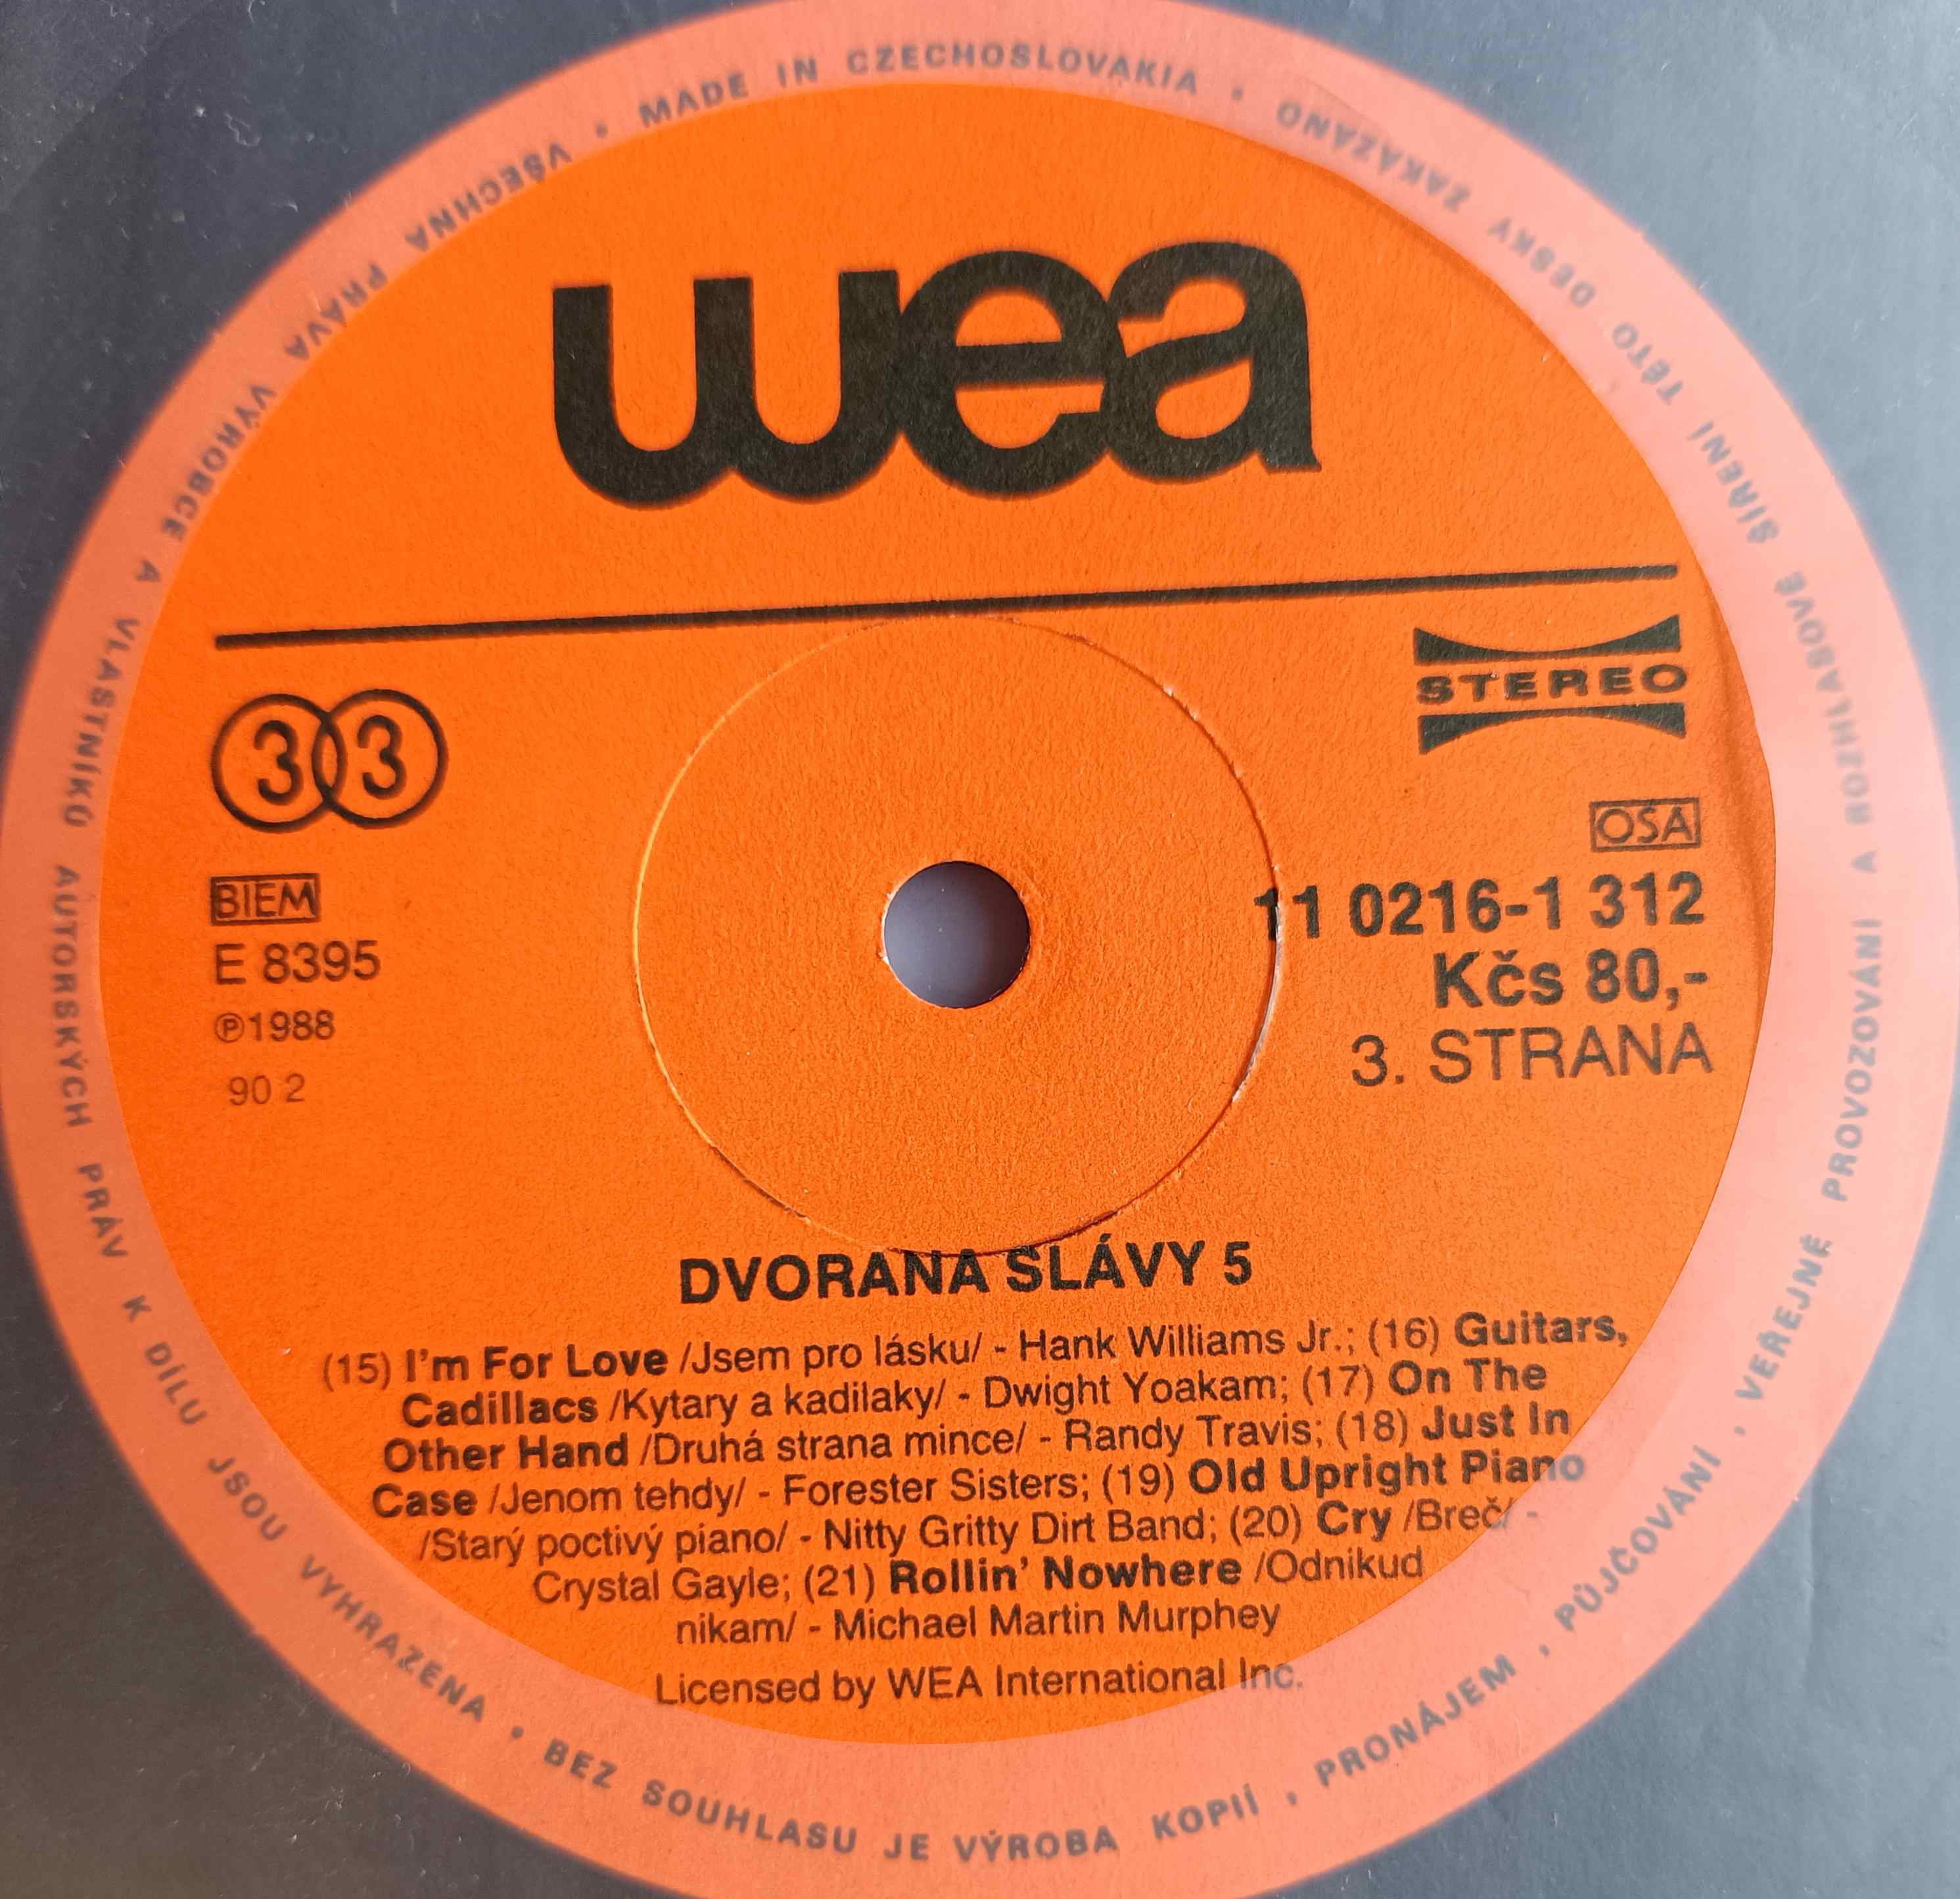 wea
33
STEREO
BIEM
OSA
E 8395
11 0216-1 312
℗1988
Kčs 80,-
90 2
3. STRANA
DVORANA SLÁVY 5
(15) I'm For Love /Jsem pro lásku/ - Hank Williams Jr.; (16) Guitars,
Cadillacs /Kytary a kadilaky/ - Dwight Yoakam; (17) On The
Other Hand /Druhá strana mince/ - Randy Travis; (18) Just In
Case /Jenom tehdy/ - Forester Sisters; (19) Old Upright Piano
/Starý poctivý piano/ - Nitty Gritty Dirt Band; (20) Cry /Breč/ -
Crystal Gayle; (21) Rollin' Nowhere /Odnikud
nikam/ - Michael Martin Murphey
Licensed by WEA International Inc.
MADE IN CZECHOSLOVAKIA • VŠECHNA PRÁVA VÝROBCE A VLASTNÍKŮ AUTORSKÝCH PRÁV K DÍLU JSOU VYHRAZENA • BEZ SOUHLASU JE VÝROBA KOPIÍ , PRONÁJEM , PŮJČOVÁNÍ , VEŘEJNÉ PROVOZOVÁNÍ A ROZHLASOVÉ ŠÍŘENÍ TÉTO DESKY ZAKÁZÁNO •